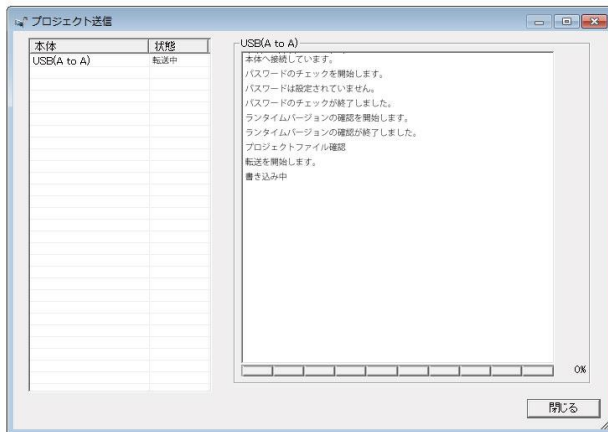 プロジェクト送信
本体 状態
USB(A to A) 転送中
USB(A to A)
本体へ接続しています。
パスワードのチェックを開始します。
パスワードは設定されていません。
パスワードのチェックが終了しました。
ランタイムバージョンの確認を開始します。
ランタイムバージョンの確認が終了しました。
プロジェクトファイル確認
転送を開始します。
書き込み中
0%
閉じる